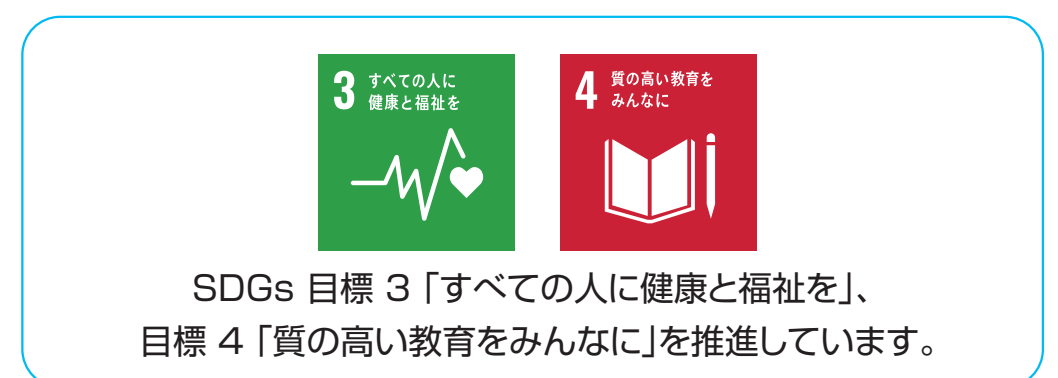 3 すべての人に
健康と福祉を
4 質の高い教育を
みんなに
SDGs 目標 3「すべての人に健康と福祉を」、
目標 4「質の高い教育をみんなに」を推進しています。